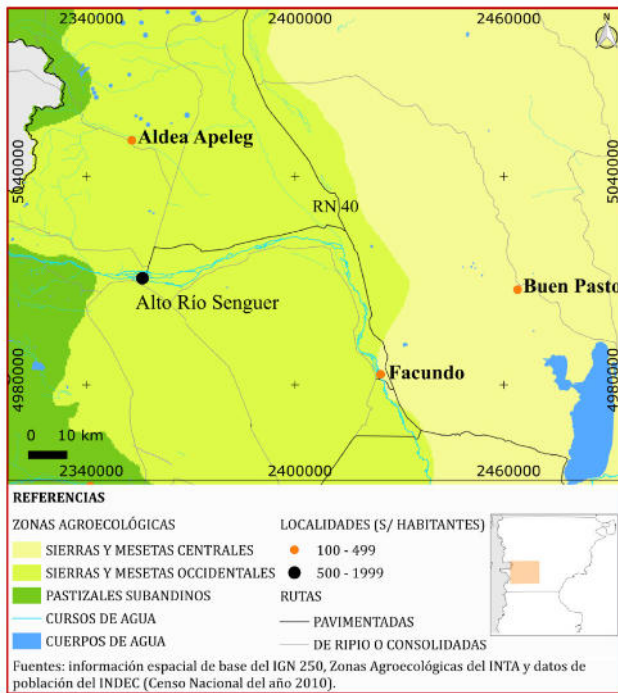 2340000 2400000 2460000
N
Aldea Apeleg
5040000 5040000
RN 40
Buen Pasto
Alto Río Senguer
Facundo
4980000 4980000
0 10 km
2340000 2400000 2460000
REFERENCIAS
ZONAS AGROECOLÓGICAS
SIERRAS Y MESETAS CENTRALES
SIERRAS Y MESETAS OCCIDENTALES
PASTIZALES SUBANDINOS
CURSOS DE AGUA
CUERPOS DE AGUA
LOCALIDADES (S/ HABITANTES)
100 - 499
500 - 1999
RUTAS
PAVIMENTADAS
DE RIPIO O CONSOLIDADAS
Fuentes: información espacial de base del IGN 250, Zonas Agroecológicas del INTA y datos de
población del INDEC (Censo Nacional del año 2010).